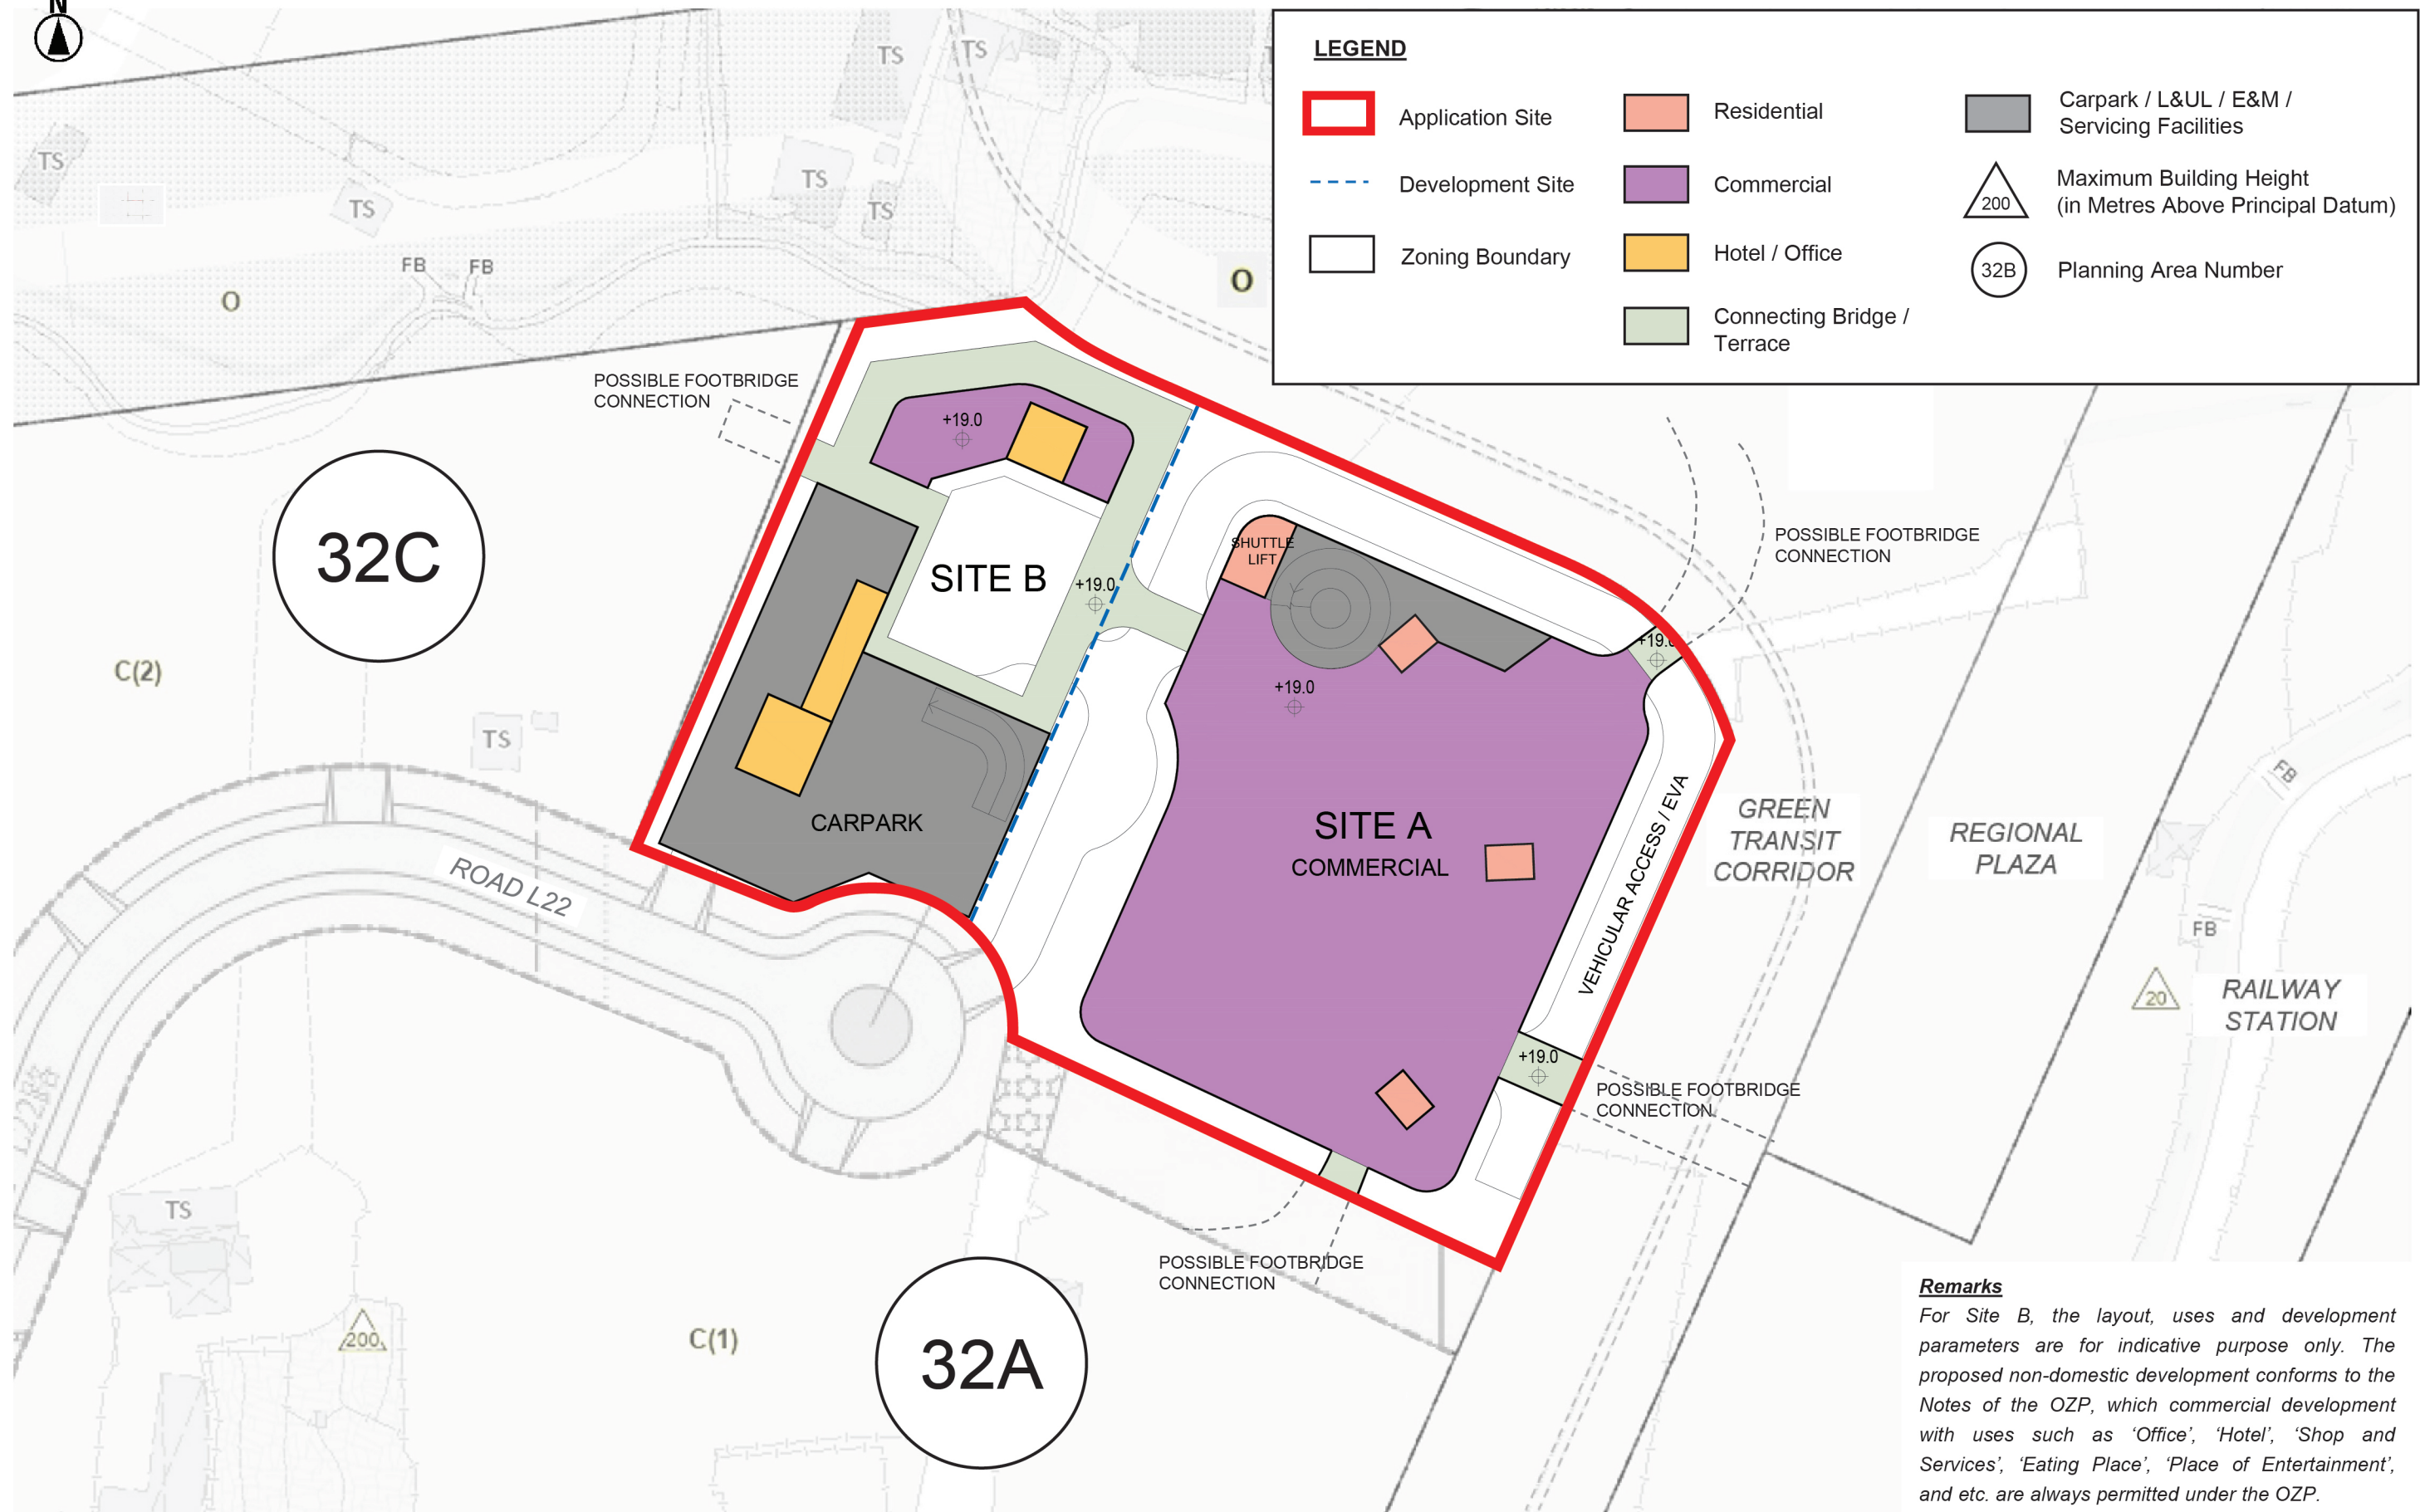 N
LEGEND
Application Site
Development Site
Zoning Boundary
Residential
Commercial
Hotel / Office
Connecting Bridge /
Terrace
Carpark / L&UL / E&M /
Servicing Facilities
200
Maximum Building Height
(in Metres Above Principal Datum)
32B
Planning Area Number
TS
TS
TS
TS
TS
TS
FB
FB
O
O
POSSIBLE FOOTBRIDGE
CONNECTION
+19.0
32C
SITE B
+19.0
SHUTTLE
LIFT
POSSIBLE FOOTBRIDGE
CONNECTION
C(2)
+19.0
+19.0
TS
CARPARK
SITE A
COMMERCIAL
VEHICULAR ACCESS / EVA
GREEN
TRANSIT
CORRIDOR
REGIONAL
PLAZA
FB
FB
ROAD L22
20
RAILWAY
STATION
+19.0
POSSIBLE FOOTBRIDGE
CONNECTION
TS
POSSIBLE FOOTBRIDGE
CONNECTION
200
C(1)
32A
Remarks
For Site B, the layout, uses and development
parameters are for indicative purpose only. The
proposed non-domestic development conforms to the
Notes of the OZP, which commercial development
with uses such as ‘Office’, ‘Hotel’, ‘Shop and
Services’, ‘Eating Place’, ‘Place of Entertainment’,
and etc. are always permitted under the OZP.